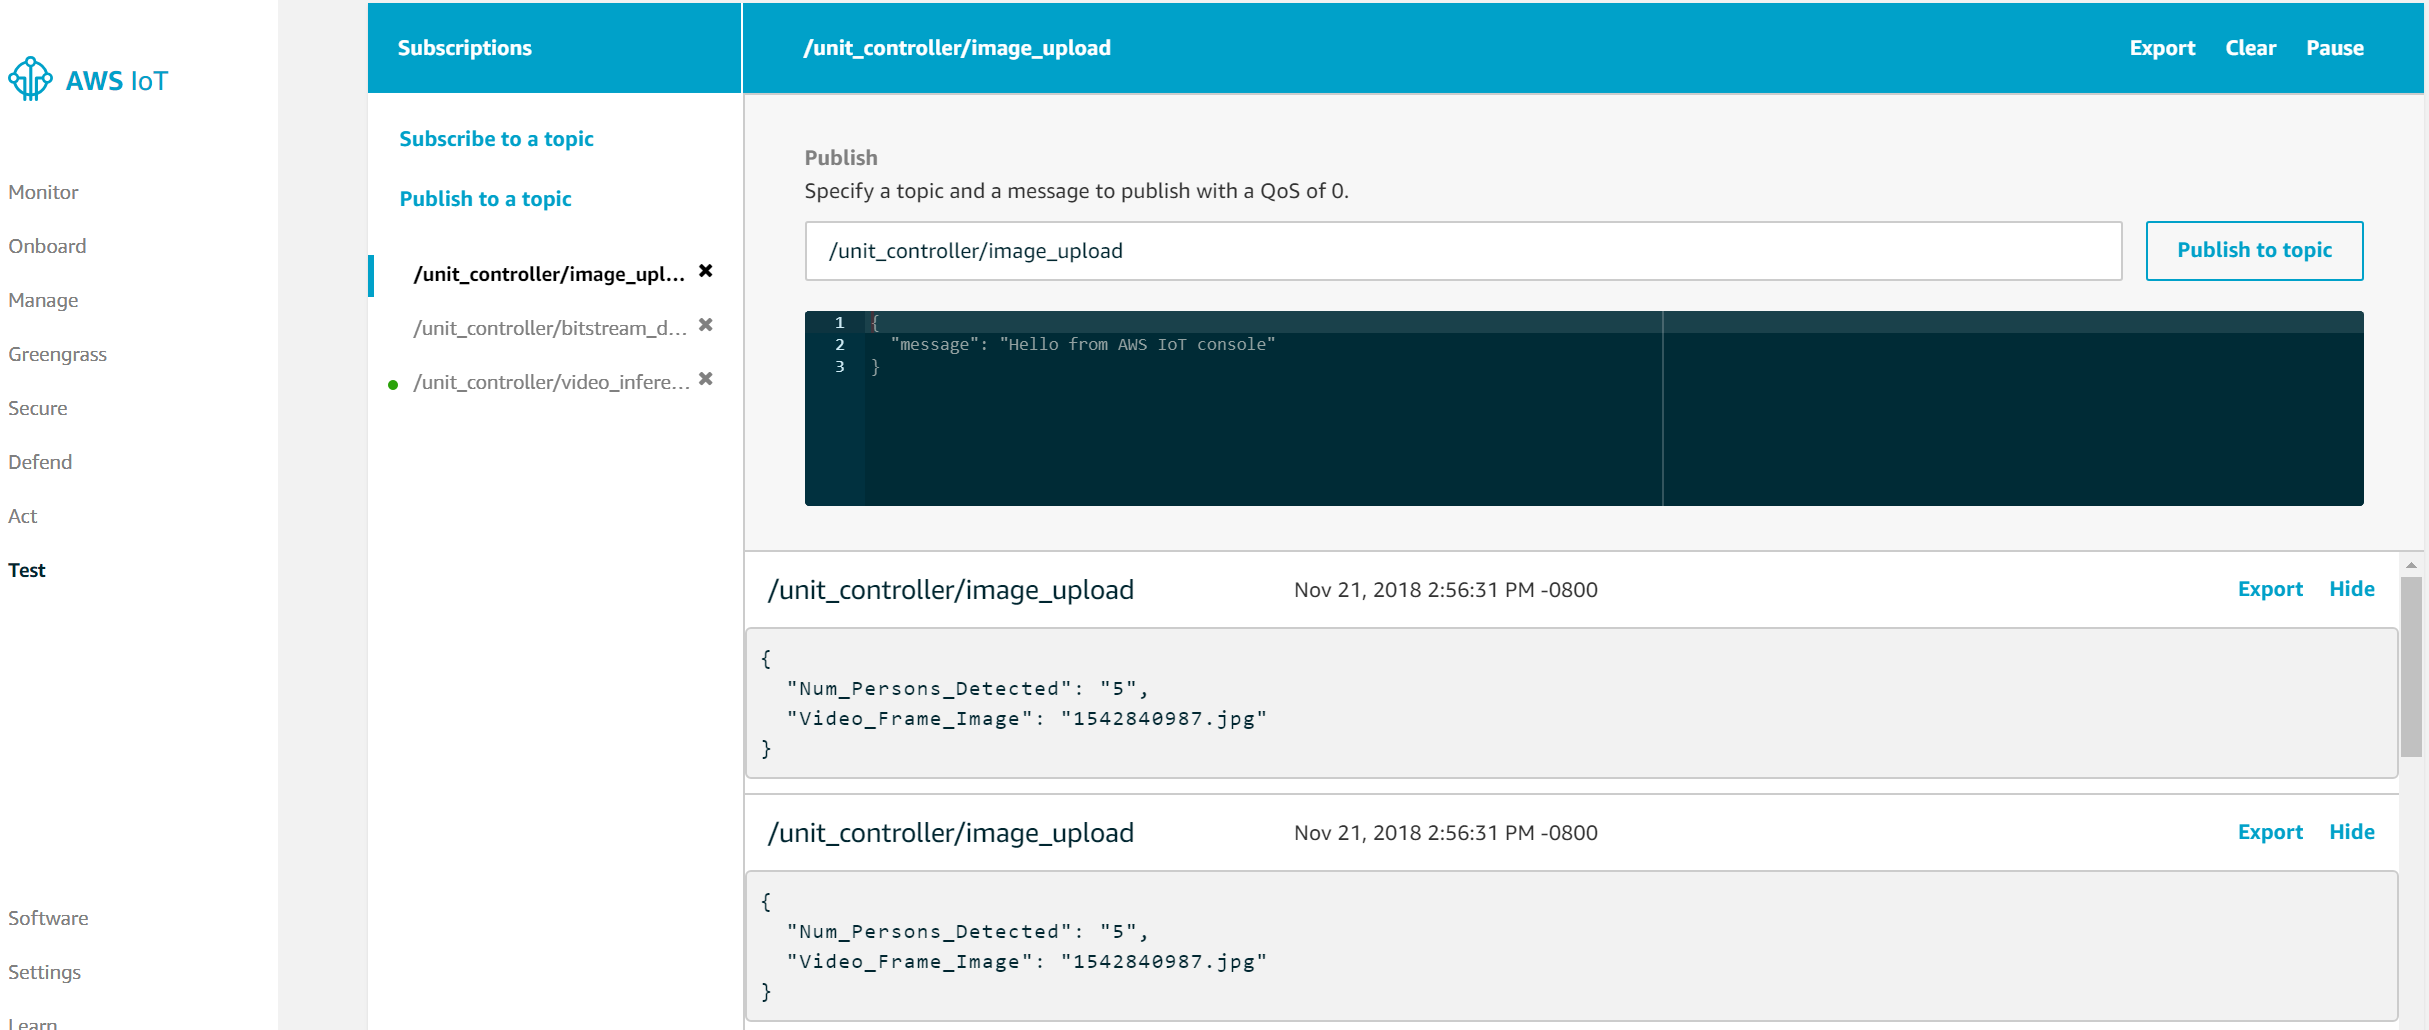 AWS IoT
Monitor
Onboard
Manage
Greengrass
Secure
Defend
Act
Test
Software
Settings
Learn
Subscriptions
Subscribe to a topic
Publish to a topic
/unit_controller/image_upl...
/unit_controller/bitstream_d...
/unit_controller/video_infere...
/unit_controller/image_upload
Export Clear Pause
Publish
Specify a topic and a message to publish with a QoS of 0.
/unit_controller/image_upload
Publish to topic
1 {
2 "message": "Hello from AWS IoT console"
3 }
/unit_controller/image_upload Nov 21, 2018 2:56:31 PM -0800 Export Hide
{
"Num_Persons_Detected": "5",
"Video_Frame_Image": "1542840987.jpg"
}
/unit_controller/image_upload Nov 21, 2018 2:56:31 PM -0800 Export Hide
{
"Num_Persons_Detected": "5",
"Video_Frame_Image": "1542840987.jpg"
}